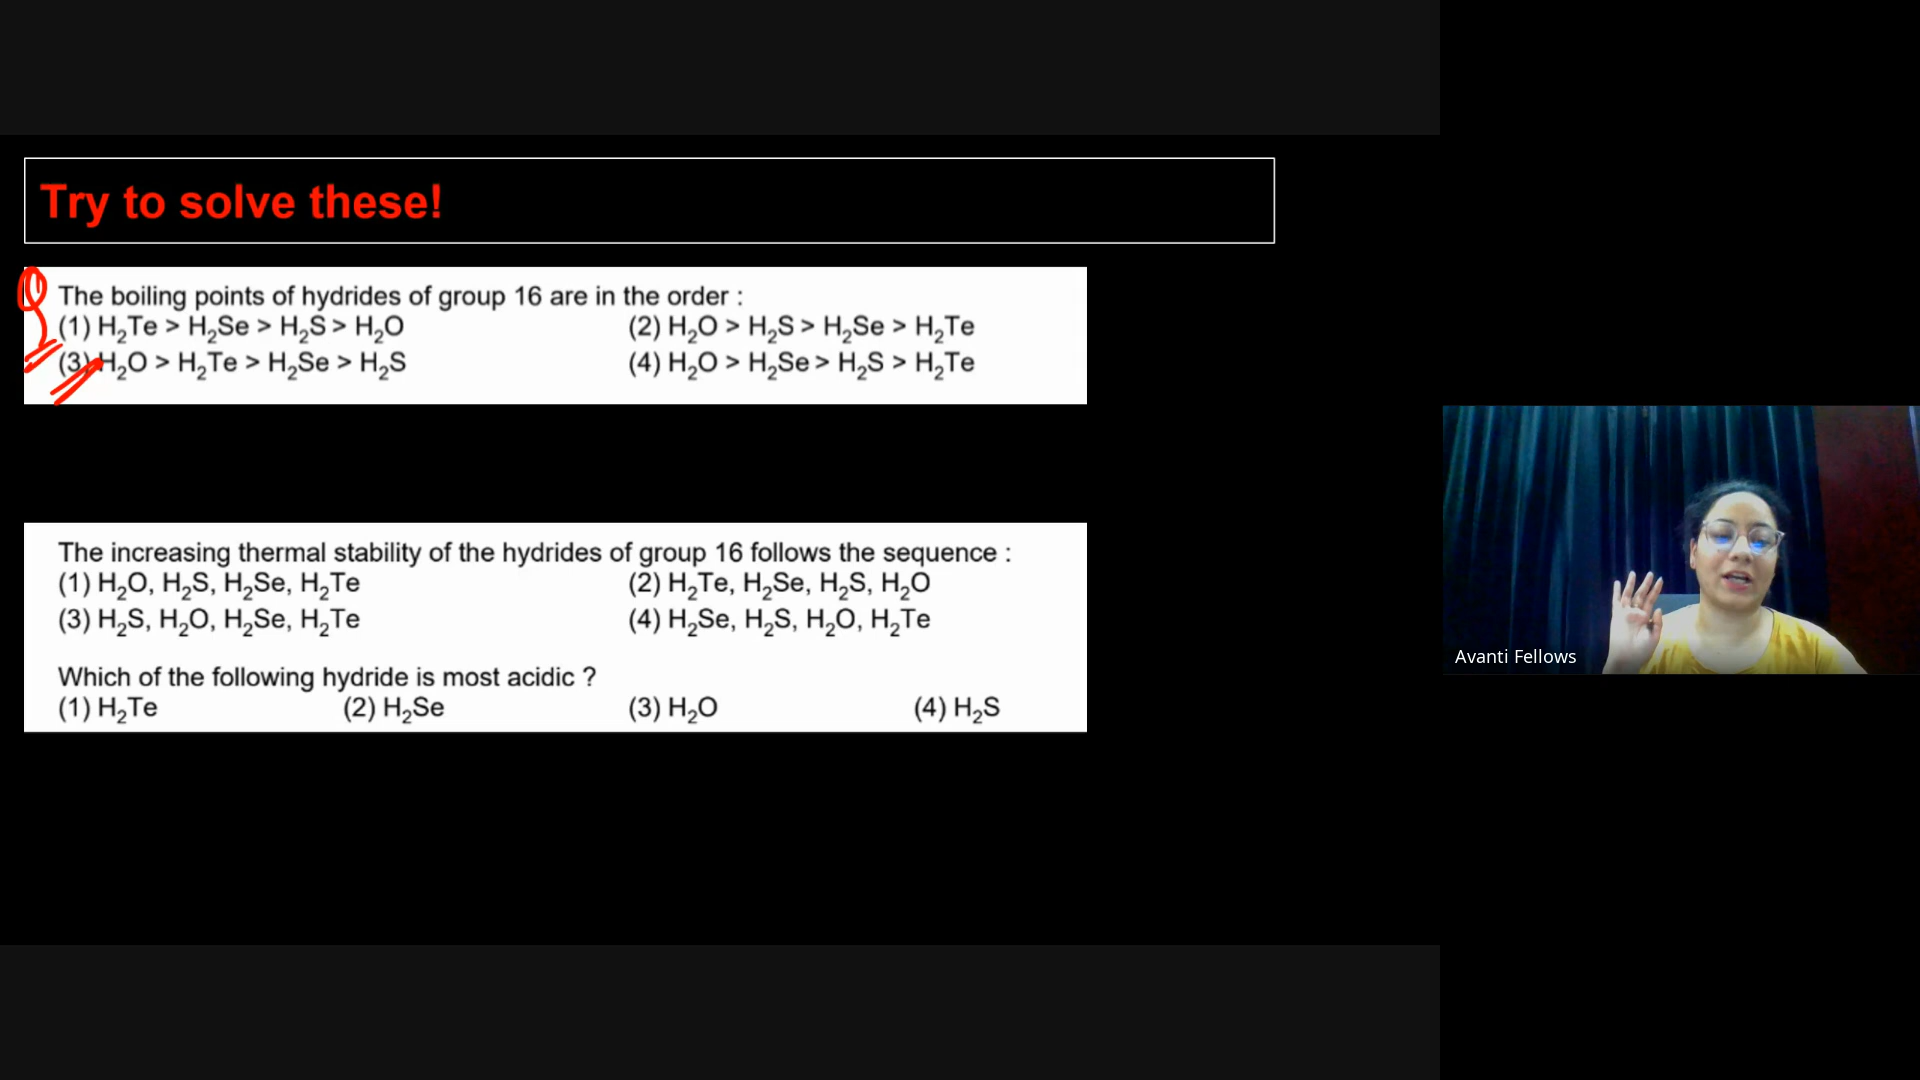 Try to solve these!
The boiling points of hydrides of group 16 are in the order :
(1) H₂Te > H₂Se > H₂S > H₂O (2) H₂O > H₂S > H₂Se > H₂Te
(3) H₂O > H₂Te > H₂Se > H₂S (4) H₂O > H₂Se > H₂S > H₂Te
The increasing thermal stability of the hydrides of group 16 follows the sequence :
(1) H₂O, H₂S, H₂Se, H₂Te (2) H₂Te, H₂Se, H₂S, H₂O
(3) H₂S, H₂O, H₂Se, H₂Te (4) H₂Se, H₂S, H₂O, H₂Te
Which of the following hydride is most acidic ?
(1) H₂Te (2) H₂Se (3) H₂O (4) H₂S
Avanti Fellows